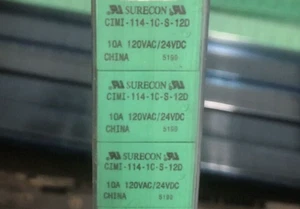 SURECON
CIMI-114-1C-S-12D
10A 120VAC/24VDC
CHINA
SURECON
CIMI-114-1C-S-12D
10A 120VAC/24VDC
CHINA
SURECON
CIMI-114-1C-S-12D
10A 120VAC/24VDC
CHINA